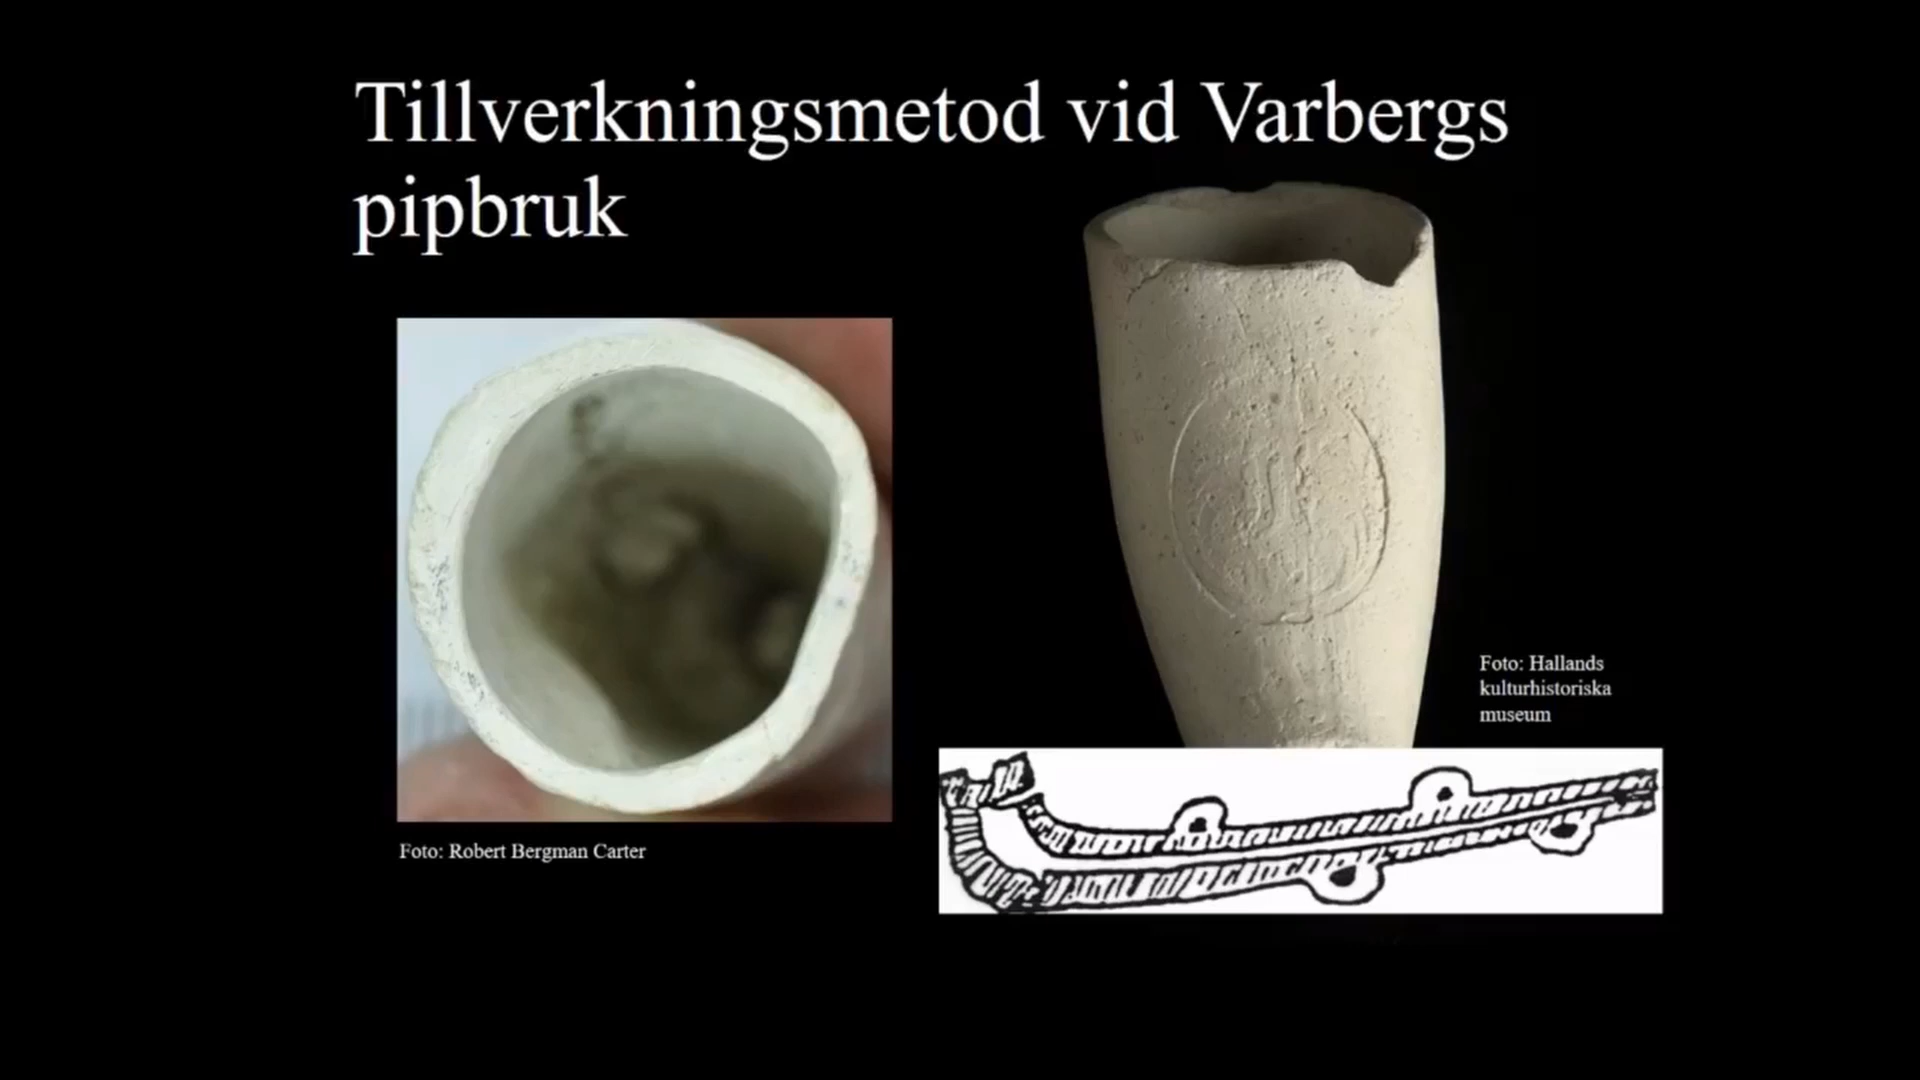 Tillverkningsmetod vid Varbergs
pipbruk
Foto: Hallands
kulturhistoriska
museum
Foto: Robert Bergman Carter